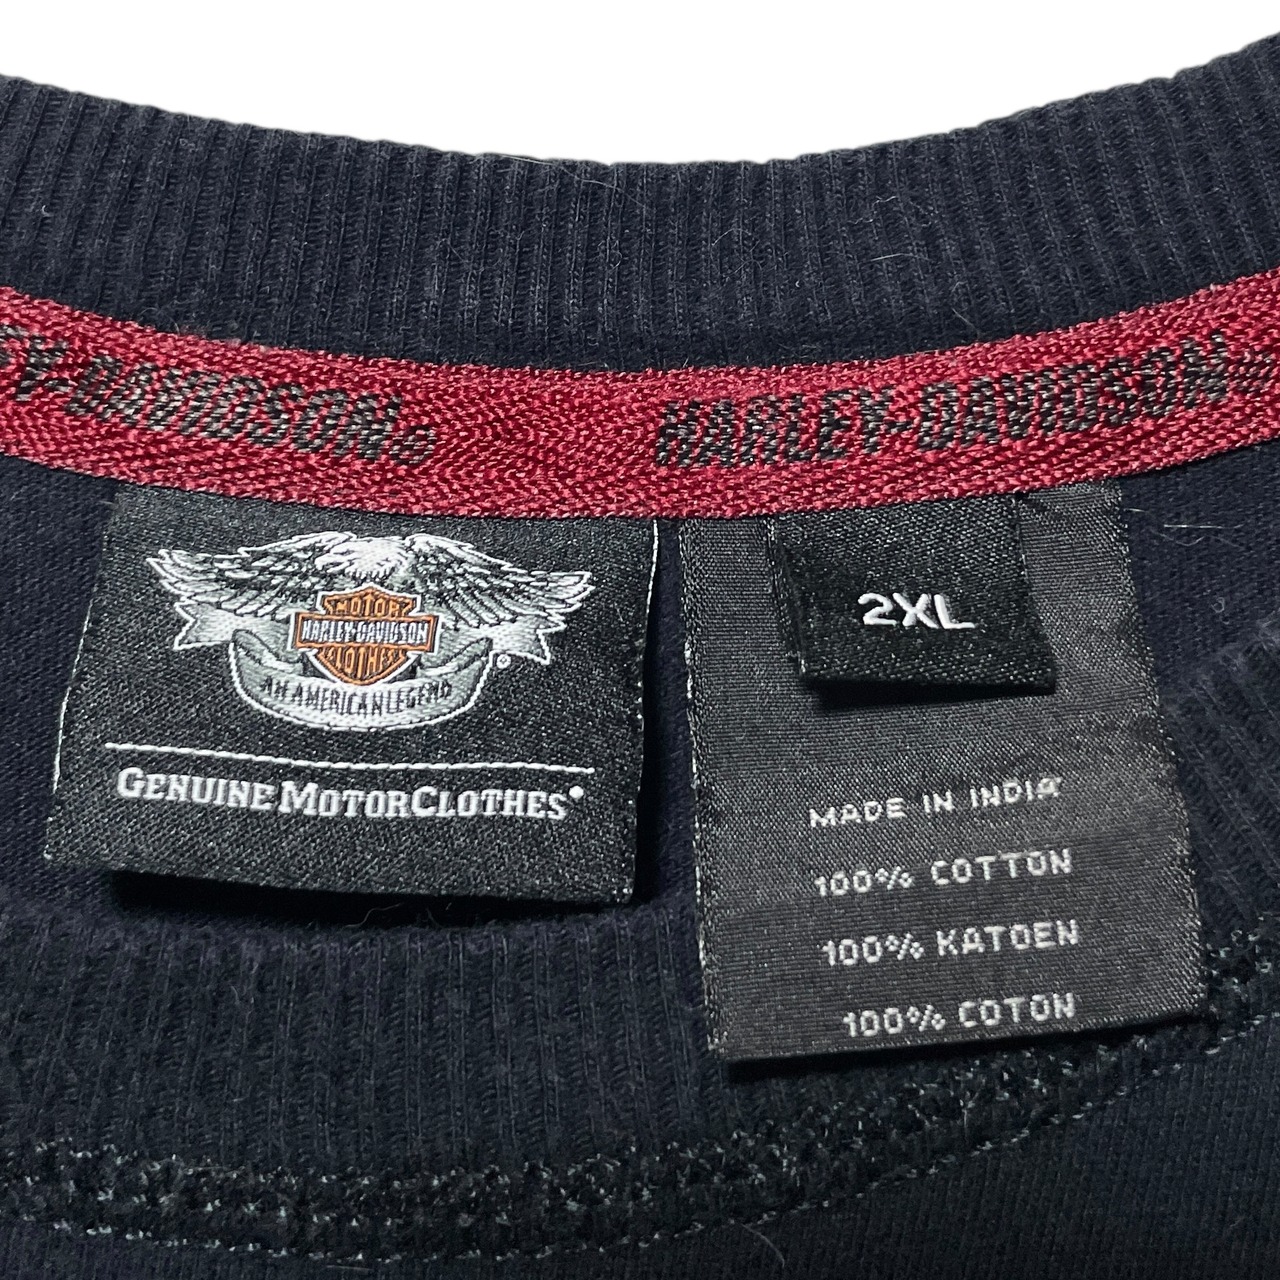 Y-DAVIDSON®
HARLEY-DAVIDSON®
MOTOR
HARLEY-DAVIDSON
CLOTHES
®
AN AMERICAN LEGEND
GENUINE MOTORCLOTHES®
2XL
MADE IN INDIA
100% COTTON
100% KATOEN
100% COTON